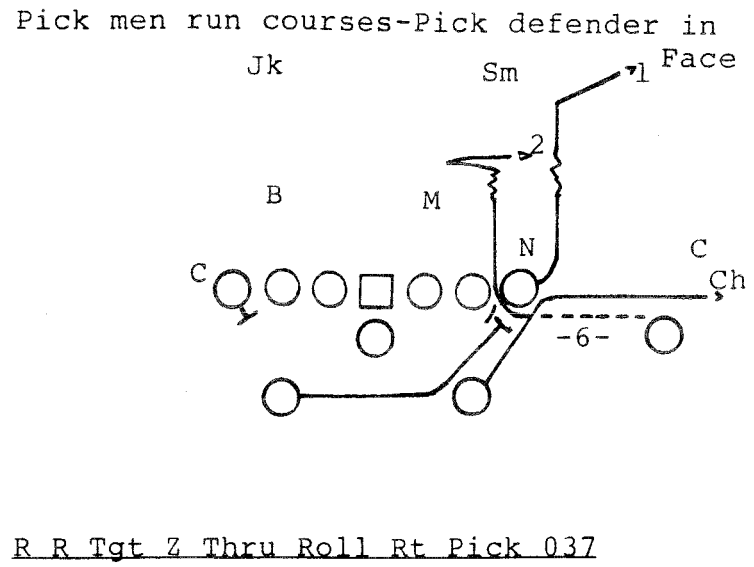 Pick men run courses-Pick defender in
Face
Jk Sm 1
2
B M
N C
C Ch
-6-
R R Tgt Z Thru Roll Rt Pick 037